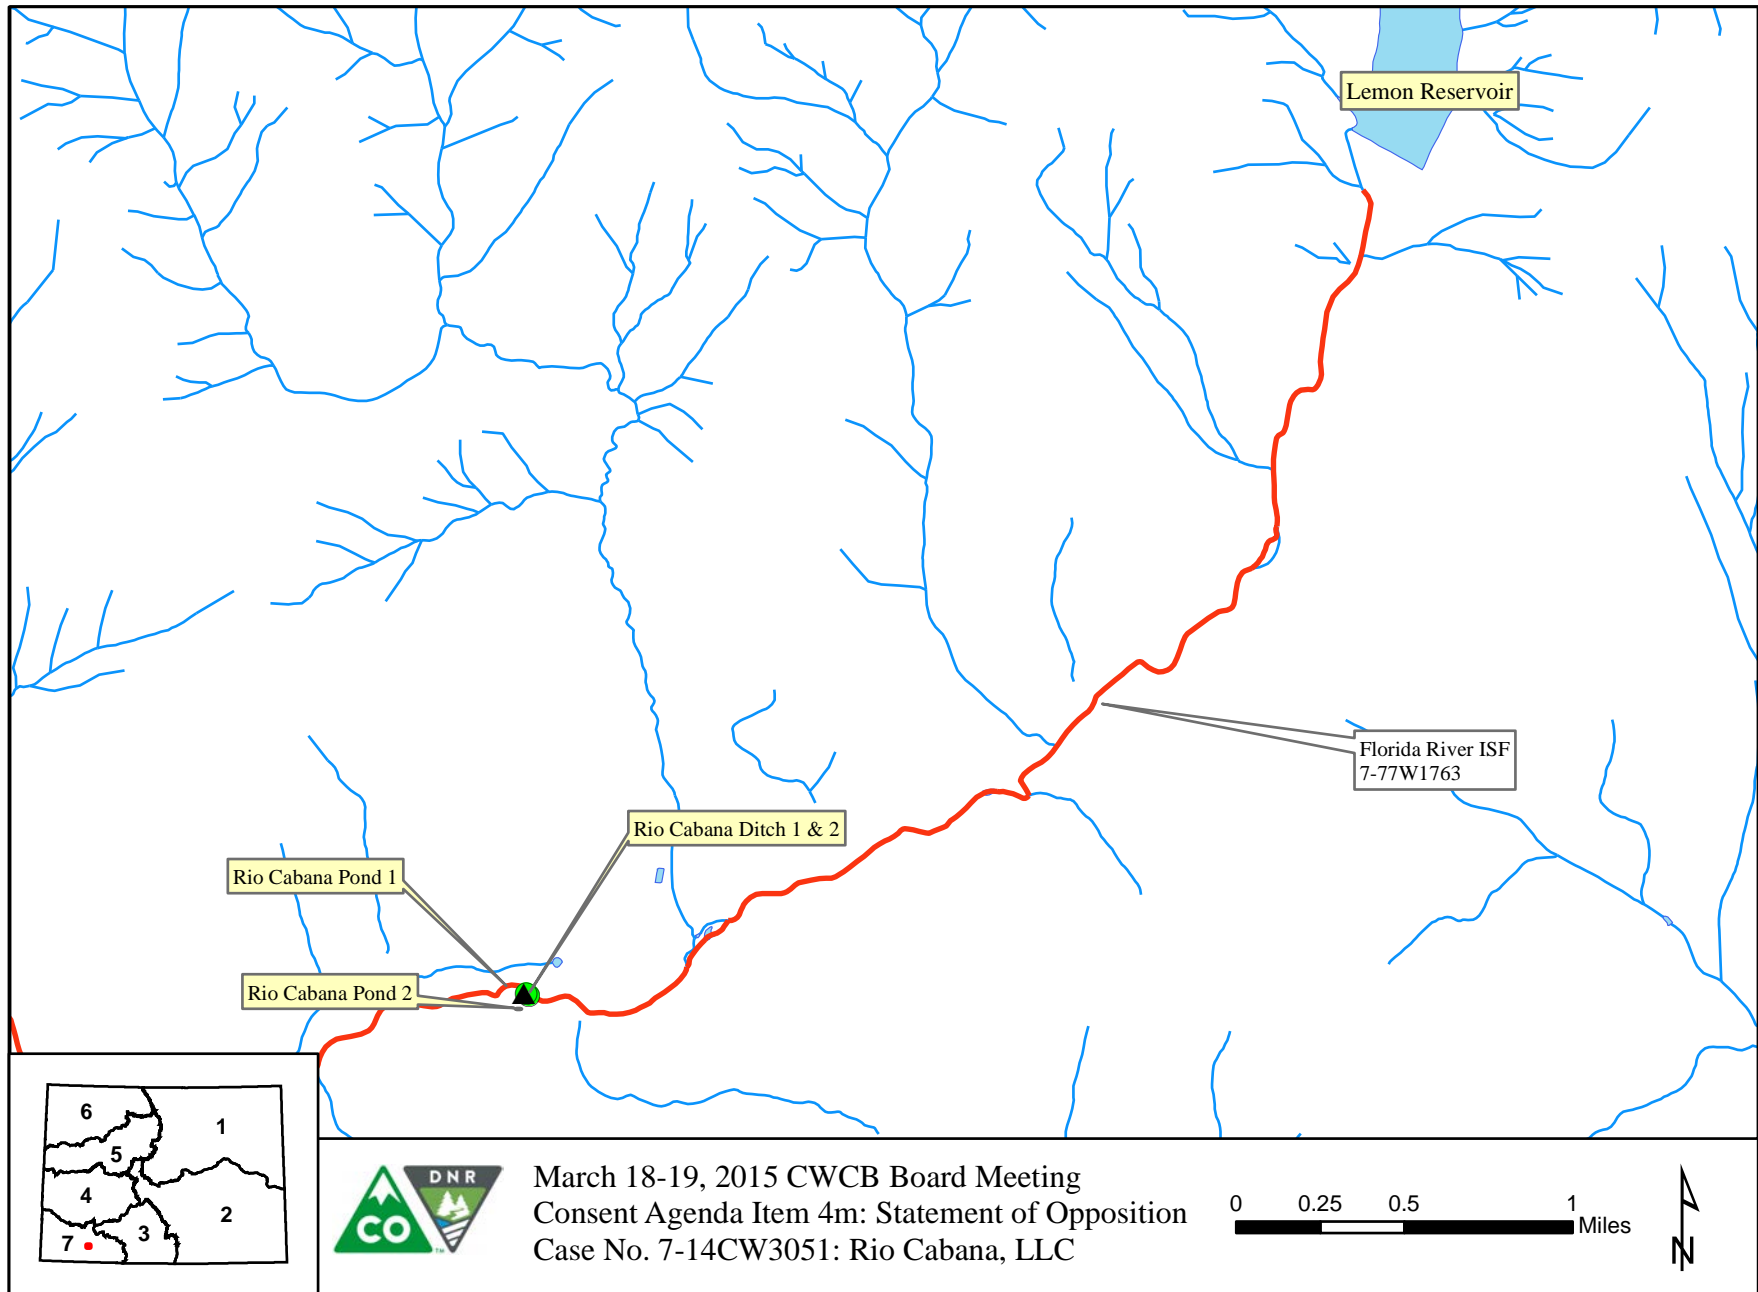 Lemon Reservoir
Florida River ISF
7-77W1763
Rio Cabana Ditch 1 & 2
Rio Cabana Pond 1
Rio Cabana Pond 2
6
1
5
4
2
3
7
CO
TM
DNR
March 18-19, 2015 CWCB Board Meeting
Consent Agenda Item 4m: Statement of Opposition
Case No. 7-14CW3051: Rio Cabana, LLC
0 0.25 0.5 1
Miles
N